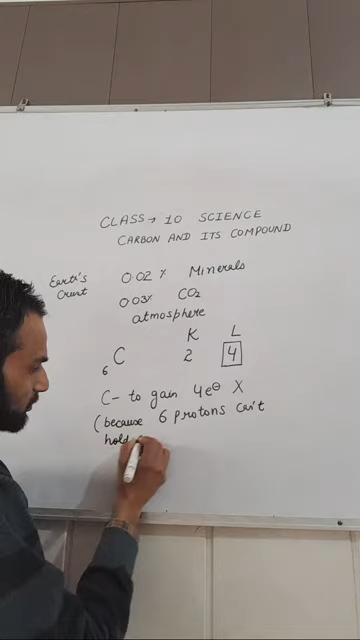 CLASS → 10 SCIENCE
CARBON AND ITS COMPOUND
Earth's Crust 0.02 % Minerals
0.03% CO2
atmosphere
K L
6 C 2 4
C- to gain 4e⊖ X
(because 6 protons can't
hold